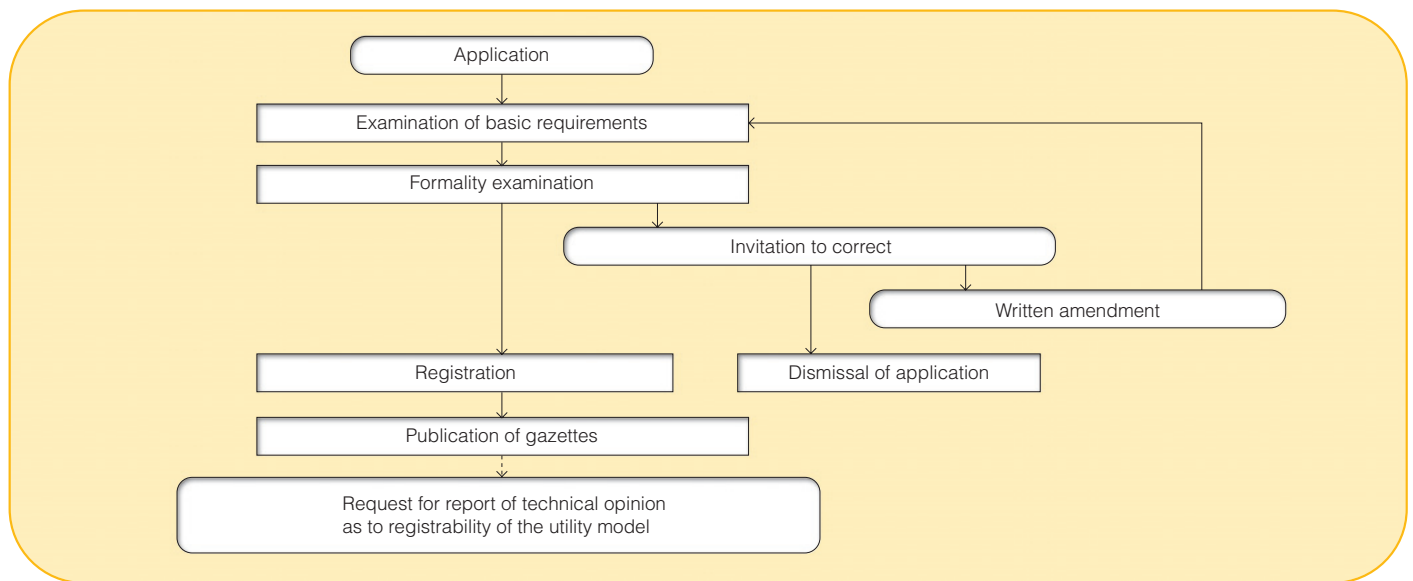 Application
Examination of basic requirements
Formality examination
Invitation to correct
Written amendment
Registration
Dismissal of application
Publication of gazettes
Request for report of technical opinion
as to registrability of the utility model